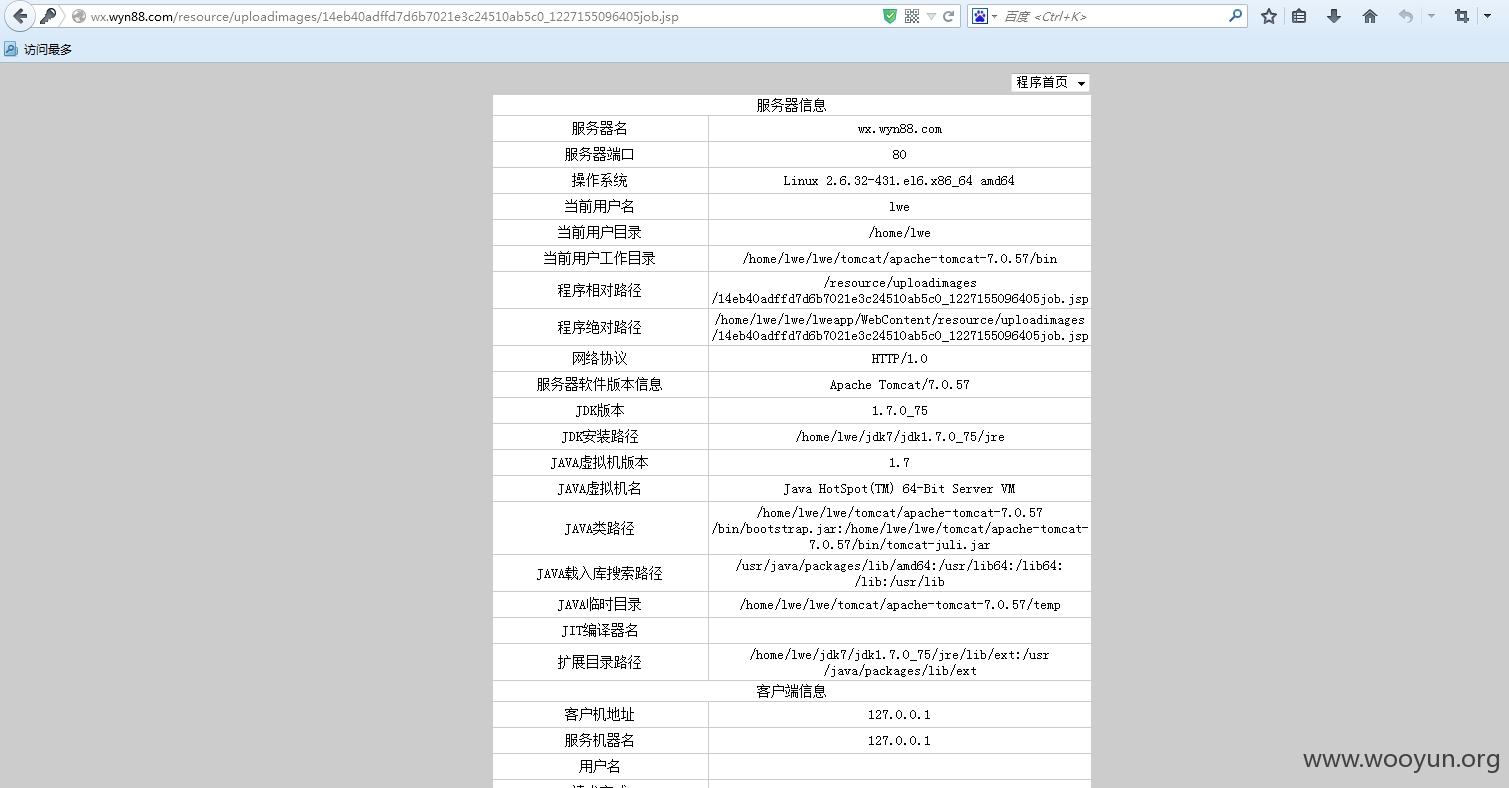 wx.wyn88.com/resource/uploadimages/14eb40adffd7d6b7021e3c24510ab5c0_1227155096405job.jsp
百度 <Ctrl+K>
访问最多
程序首页
服务器信息
服务器名 wx.wyn88.com
服务器端口 80
操作系统 Linux 2.6.32-431.el6.x86_64 amd64
当前用户名 lwe
当前用户目录 /home/lwe
当前用户工作目录 /home/lwe/lwe/tomcat/apache-tomcat-7.0.57/bin
程序相对路径 /resource/uploadimages
/14eb40adffd7d6b7021e3c24510ab5c0_1227155096405job.jsp
程序绝对路径 /home/lwe/lwe/lweapp/WebContent/resource/uploadimages
/14eb40adffd7d6b7021e3c24510ab5c0_1227155096405job.jsp
网络协议 HTTP/1.0
服务器软件版本信息 Apache Tomcat/7.0.57
JDK版本 1.7.0_75
JDK安装路径 /home/lwe/jdk7/jdk1.7.0_75/jre
JAVA虚拟机版本 1.7
JAVA虚拟机名 Java HotSpot(TM) 64-Bit Server VM
JAVA类路径 /home/lwe/lwe/tomcat/apache-tomcat-7.0.57
/bin/bootstrap.jar:/home/lwe/lwe/tomcat/apache-tomcat-
7.0.57/bin/tomcat-juli.jar
JAVA载入库搜索路径 /usr/java/packages/lib/amd64:/usr/lib64:/lib64:
/lib:/usr/lib
JAVA临时目录 /home/lwe/lwe/tomcat/apache-tomcat-7.0.57/temp
JIT编译器名
扩展目录路径 /home/lwe/jdk7/jdk1.7.0_75/jre/lib/ext:/usr
/java/packages/lib/ext
客户端信息
客户机地址 127.0.0.1
服务机器名 127.0.0.1
用户名
www.wooyun.org